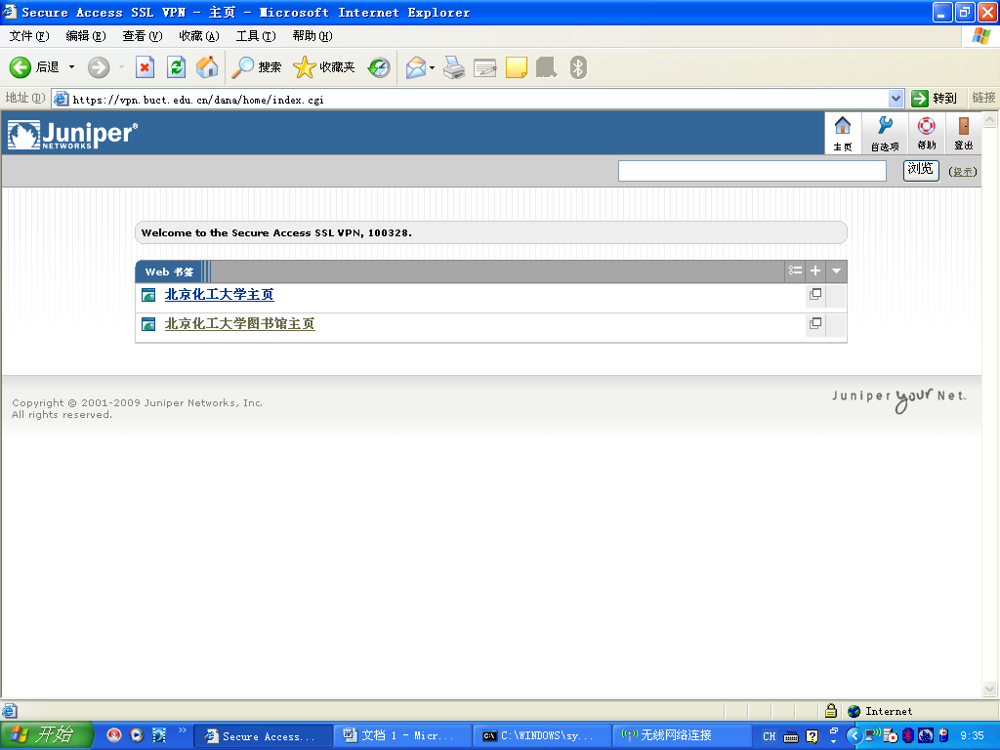 Secure Access SSL VPN - 主页 - Microsoft Internet Explorer
文件(F) 编辑(E) 查看(V) 收藏(A) 工具(T) 帮助(H)
后退 搜索 收藏夹
地址(D) https://vpn.buct.edu.cn/dana/home/index.cgi 转到 链接
Juniper®
NETWORKS
主页 首选项 帮助 登出
浏览 (提示)
Welcome to the Secure Access SSL VPN, 100328.
Web 书签
北京化工大学主页
北京化工大学图书馆主页
Copyright © 2001-2009 Juniper Networks, Inc.
All rights reserved.
Juniper your Net.
Internet
开始 Secure Access... 文档 1 - Micr... C:\WINDOWS\sy... 无线网络连接 CH 9:35